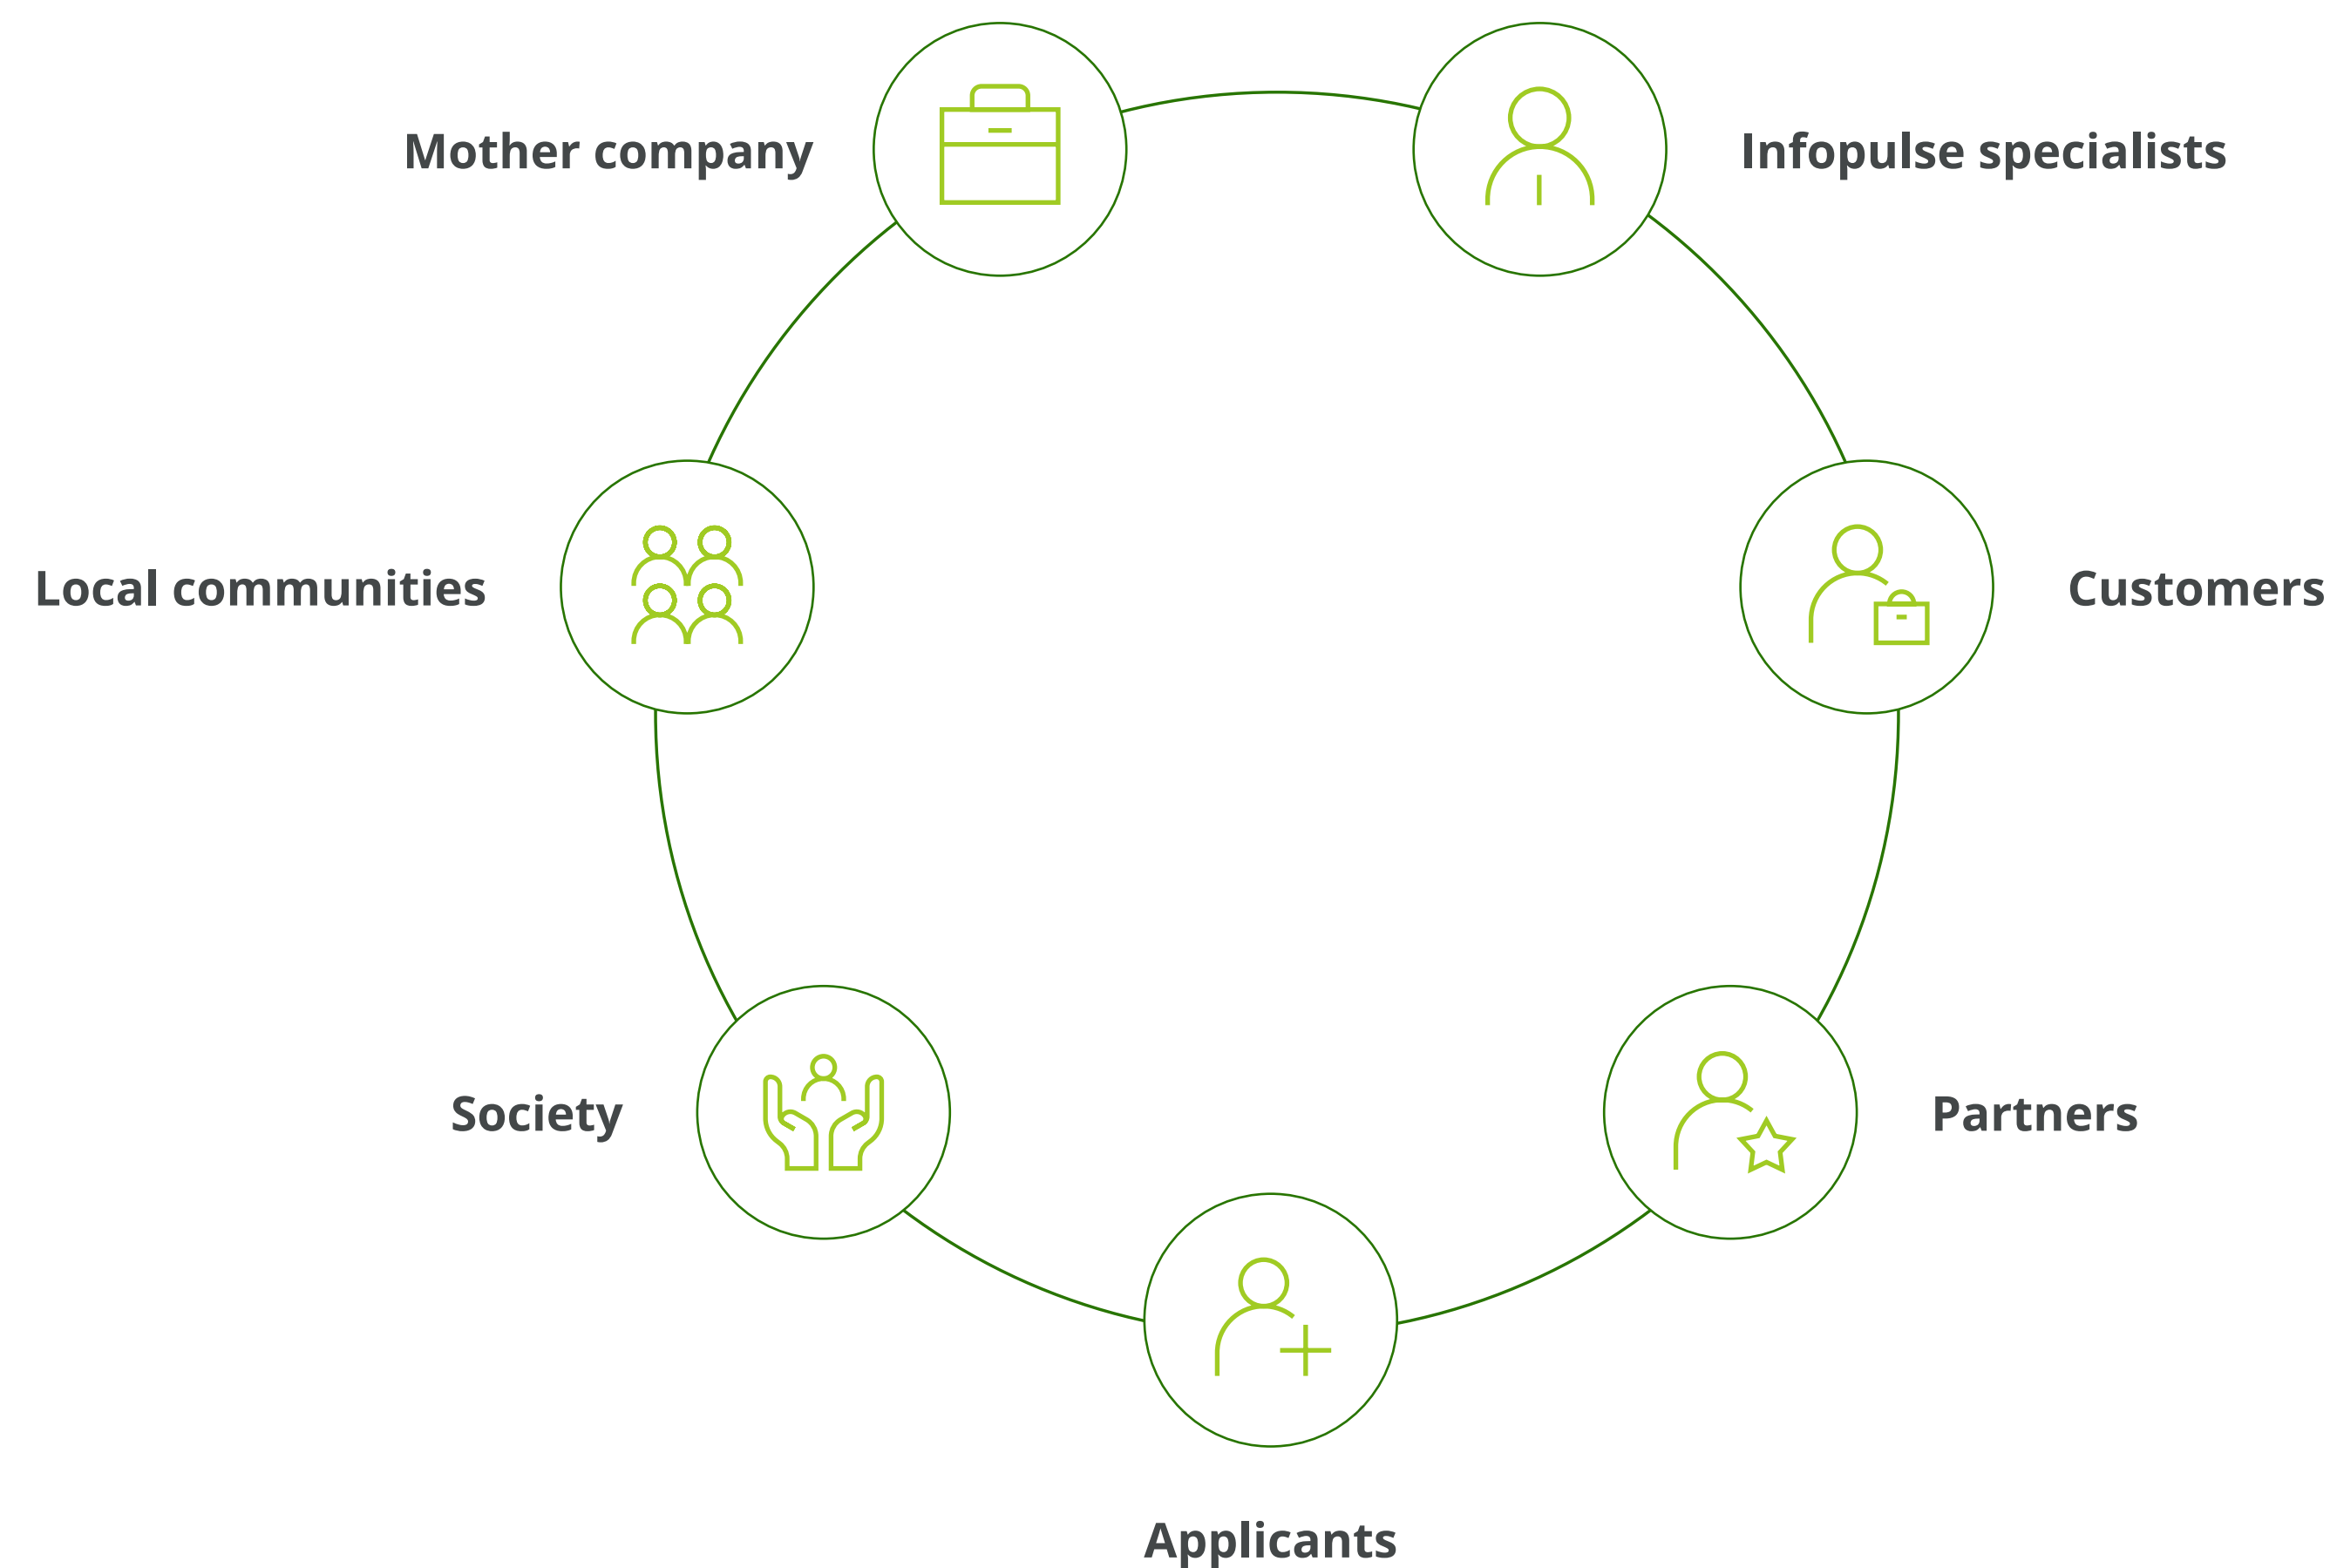 Mother company
Infopulse specialists
Local communities
Customers
Society
Partners
Applicants